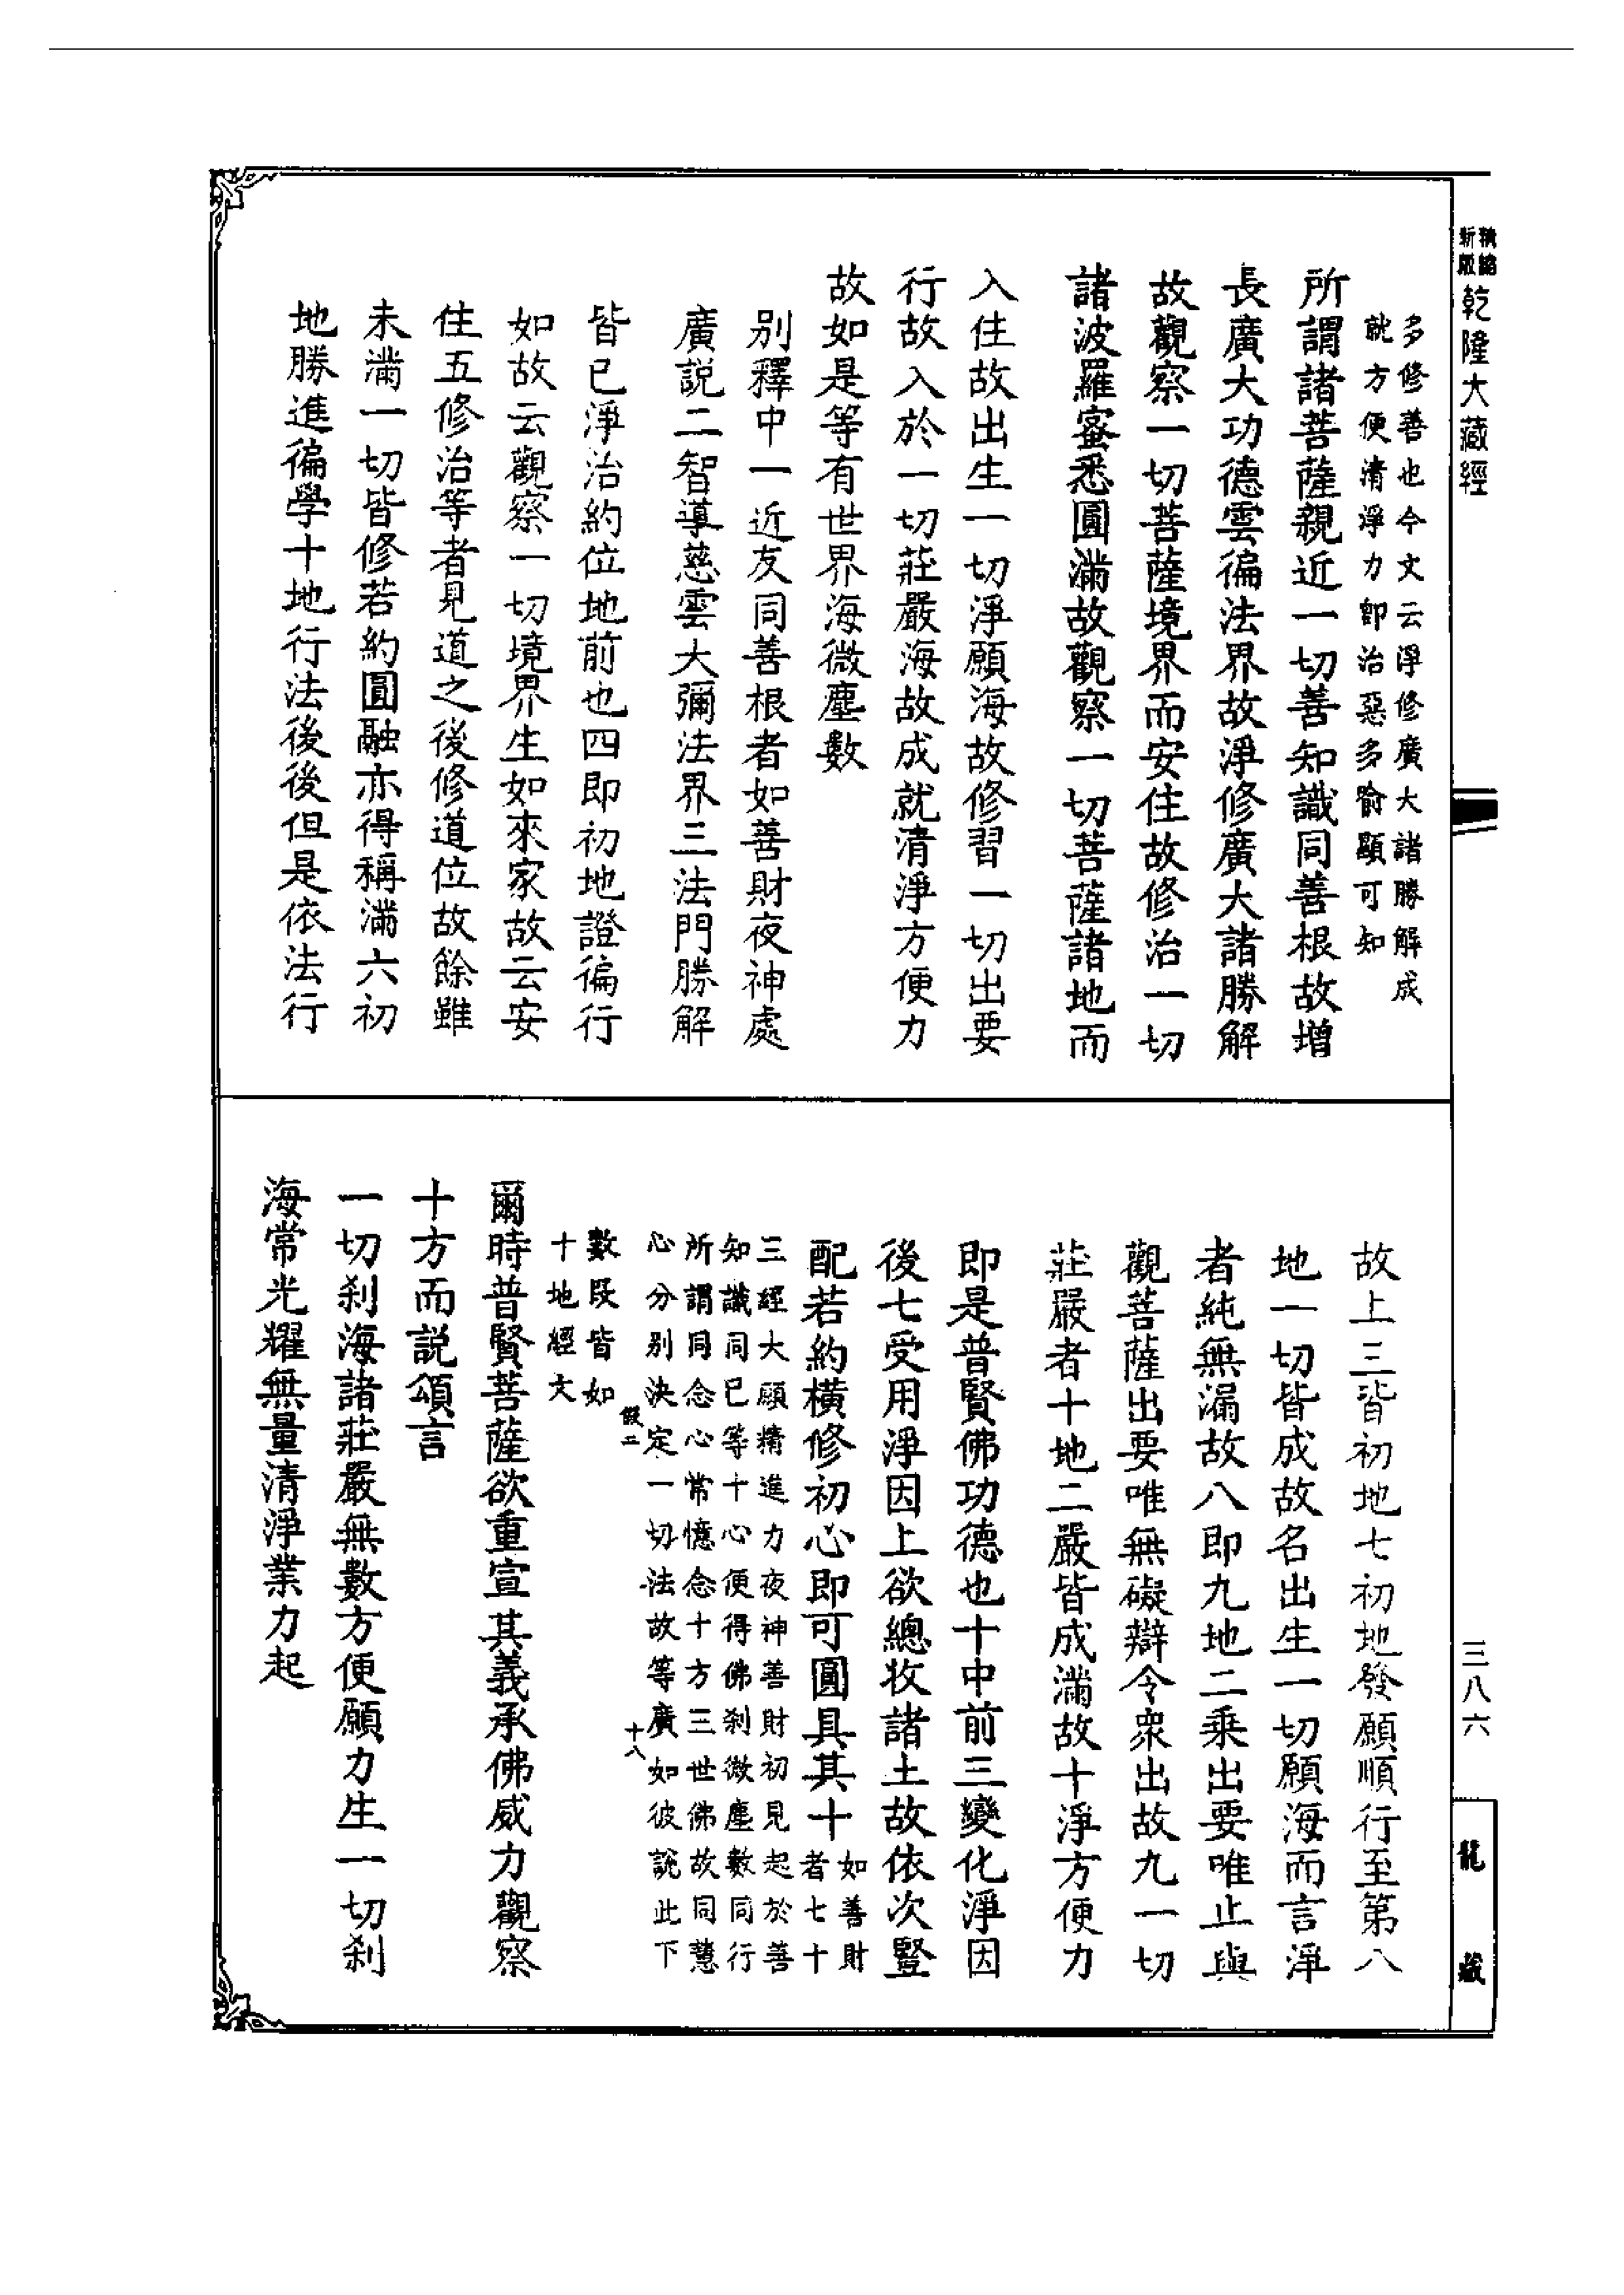 精縮
新版
乾隆大藏經
三八六
龍藏
多修善也今文云淨修廣大諸勝解成
就方便清淨力卽治惡多喻顯可知
所謂諸菩薩親近一切善知識同善根故增
長廣大功德雲徧法界故淨修廣大諸勝解
故觀察一切菩薩境界而安住故修治一切
諸波羅蜜悉圓滿故觀察一切菩薩諸地而
入住故出生一切淨願海故修習一切出要
行故入於一切莊嚴海故成就清淨方便力
故如是等有世界海微塵數
別釋中一近友同善根者如善財夜神處
廣說二智導慈雲大彌法界三法門勝解
皆已淨治約位地前也四即初地證徧行
如故云觀察一切境界生如來家故云安
住五修治等者見道之後修道位故餘雖
未滿一切皆修若約圓融亦得稱滿六初
地勝進徧學十地行法後後但是依法行
故上三皆初地七初地發願順行至第八
地一切皆成故名出生一切願海而言淨
者純無漏故八即九地二乘出要唯止與
觀菩薩出要唯無礙辯令衆出故九一切
莊嚴者十地二嚴皆成滿故十淨方便力
即是普賢佛功德也十中前三變化淨因
後七受用淨因上欲總收諸土故依次豎
配若約橫修初心即可圓具其十
如善財
者七十
三經大願精進力夜神善財初見起於善
知識同已等十心便得佛刹微塵數同行
所謂同念心常憶念十方三世佛故同慧
心分別決定一切法故等廣如彼說此下
數段皆如
十地經文
假二
十八
爾時普賢菩薩欲重宣其義承佛威力觀察
十方而說頌言
一切刹海諸莊嚴無數方便願力生一切刹
海常光耀無量清淨業力起